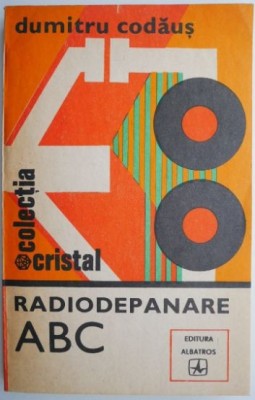 dumitru codăuș
colecția
cristal
RADIODEPANARE
ABC
EDITURA
ALBATROS